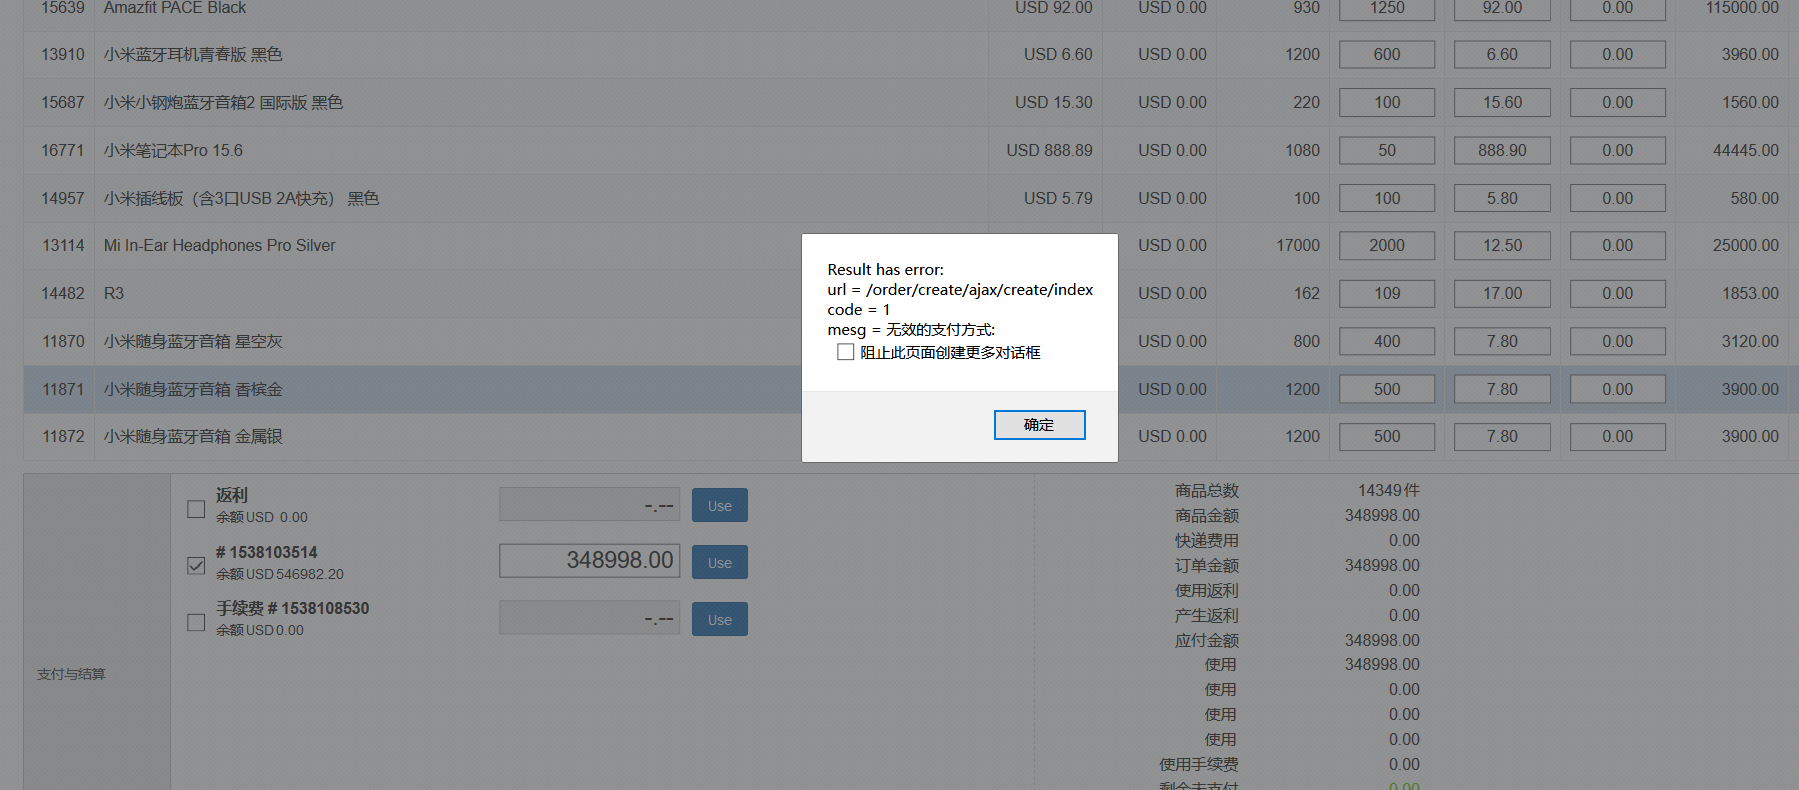 15639 Amazfit PACE Black USD 92.00 USD 0.00 930 1250 92.00 0.00 115000.00
13910 小米蓝牙耳机青春版 黑色 USD 6.60 USD 0.00 1200 600 6.60 0.00 3960.00
15687 小米小钢炮蓝牙音箱2 国际版 黑色 USD 15.30 USD 0.00 220 100 15.60 0.00 1560.00
16771 小米笔记本Pro 15.6 USD 888.89 USD 0.00 1080 50 888.90 0.00 44445.00
14957 小米插线板（含3口USB 2A快充） 黑色 USD 5.79 USD 0.00 100 100 5.80 0.00 580.00
13114 Mi In-Ear Headphones Pro Silver USD 0.00 17000 2000 12.50 0.00 25000.00
14482 R3 USD 0.00 162 109 17.00 0.00 1853.00
11870 小米随身蓝牙音箱 星空灰 USD 0.00 800 400 7.80 0.00 3120.00
11871 小米随身蓝牙音箱 香槟金 USD 0.00 1200 500 7.80 0.00 3900.00
11872 小米随身蓝牙音箱 金属银 USD 0.00 1200 500 7.80 0.00 3900.00
Result has error:
url = /order/create/ajax/create/index
code = 1
mesg = 无效的支付方式:
阻止此页面创建更多对话框
确定
支付与结算
返利
余额 USD 0.00
-.-- Use
# 1538103514
余额 USD 546982.20
348998.00 Use
手续费 # 1538108530
余额 USD 0.00
-.-- Use
商品总数 14349 件
商品金额 348998.00
快递费用 0.00
订单金额 348998.00
使用返利 0.00
产生返利 0.00
应付金额 348998.00
使用 348998.00
使用 0.00
使用 0.00
使用 0.00
使用手续费 0.00
剩余未支付 0.00